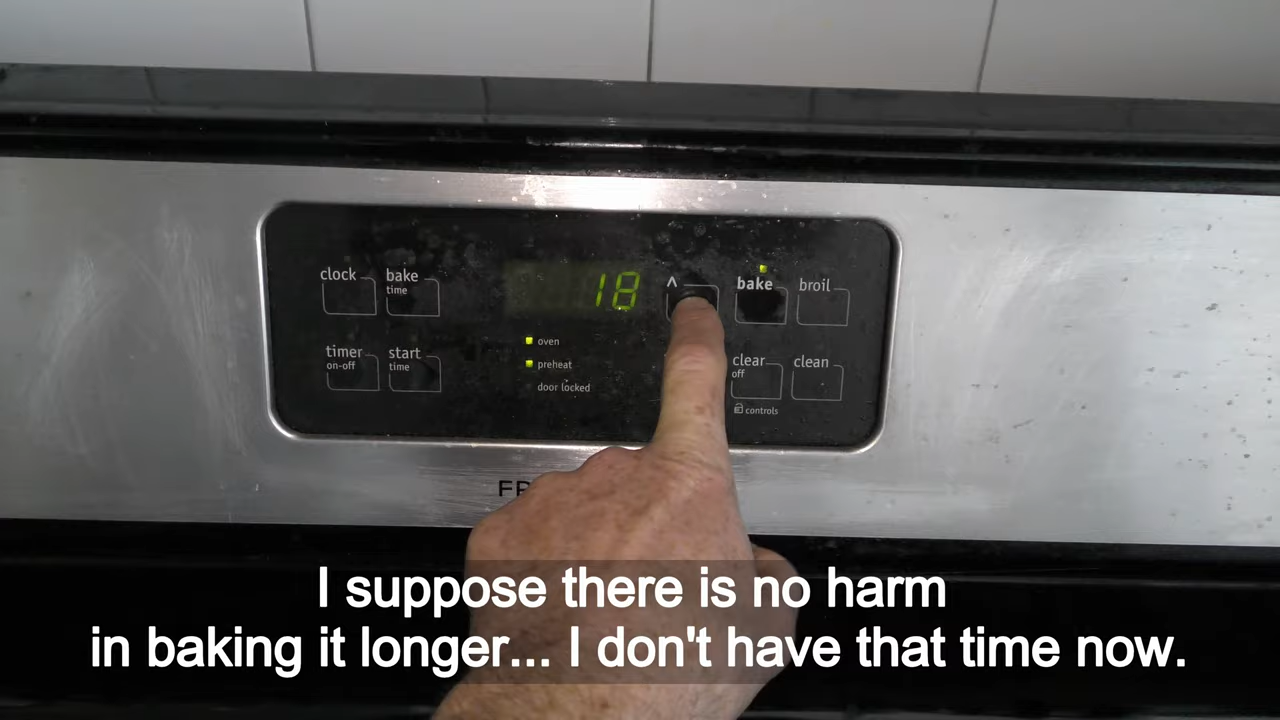 clock
bake
time
18
^
bake
broil
timer
on-off
start
time
oven
preheat
door locked
clear
off
clean
controls
FR
I suppose there is no harm
in baking it longer... I don't have that time now.